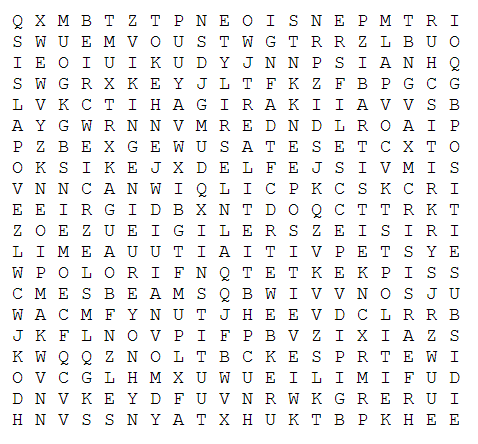 Q X M B T Z T P N E O I S N E P M T R I
S W U E M V O U S T W G T R R Z L B U O
I E O I U I K U D Y J N N P S I A N H Q
S W G R X K E Y J L T F K Z F B P G C G
L V K C T I H A G I R A K I I A V V S B
A Y G W R N N V M R E D N D L R O A I P
P Z B E X G E W U S A T E S E T C X T O
O K S I K E J X D E L F E J S I V M I S
V N N C A N W I Q L I C P K C S K C R I
E E I R G I D B X N T D O Q C T T R K T
Z O E Z U E I G I L E R S Z E I S I R I
L I M E A U U T I A I T I V P E T S Y E
W P O L O R I F N Q T E T K E K P I S S
C M E S B E A M S Q B W I V V N O S J U
W A C M F Y N U T J H E E V D C L R R B
J K F L N O V P I F P B V Z I X I A Z S
K W Q Q Z N O L T B C K E S P R T E W I
O V C G L H M X U W U E I L I M I F U D
D N V K E Y D F U V N R W K G R E R U I
H N V S S N Y A T X H U K T B P K H E E